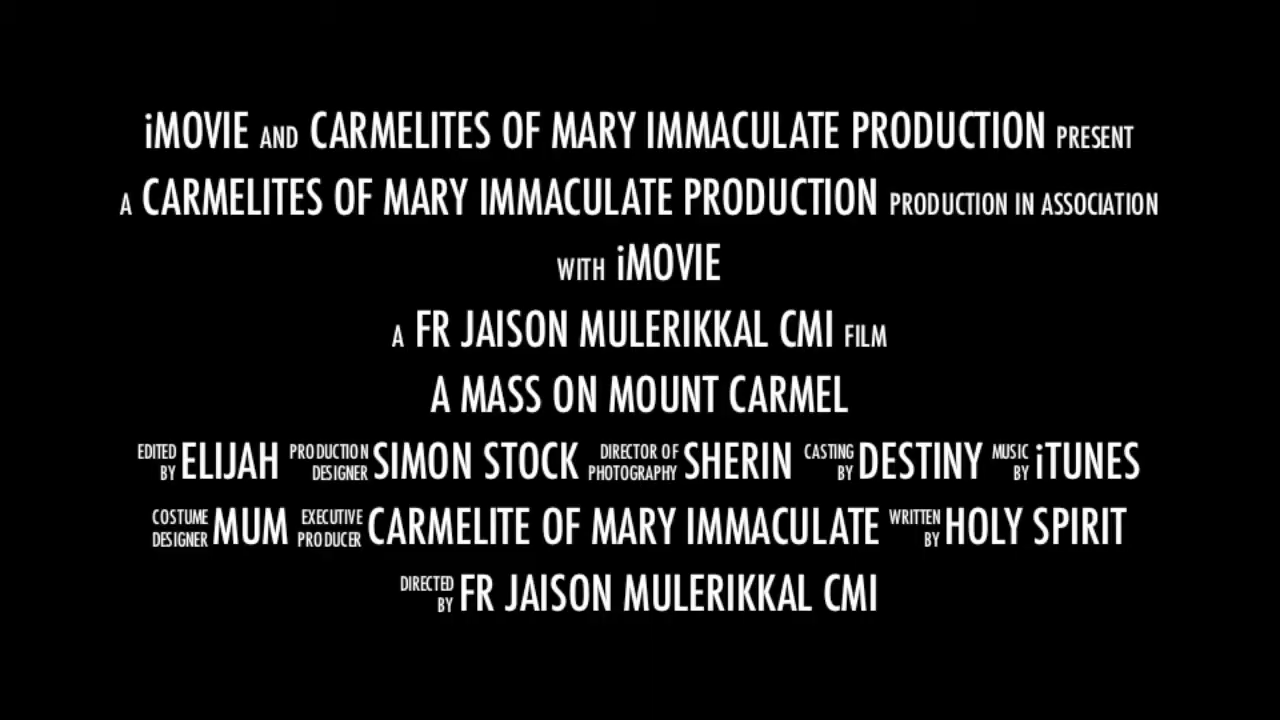 iMOVIE AND CARMELITES OF MARY IMMACULATE PRODUCTION PRESENT
A CARMELITES OF MARY IMMACULATE PRODUCTION PRODUCTION IN ASSOCIATION
WITH iMOVIE
A FR JAISON MULERIKKAL CMI FILM
A MASS ON MOUNT CARMEL
EDITED BY ELIJAH PRODUCTION DESIGNER SIMON STOCK DIRECTOR OF PHOTOGRAPHY SHERIN CASTING BY DESTINY MUSIC BY iTUNES
COSTUME DESIGNER MUM EXECUTIVE PRODUCER CARMELITE OF MARY IMMACULATE WRITTEN BY HOLY SPIRIT
DIRECTED BY FR JAISON MULERIKKAL CMI